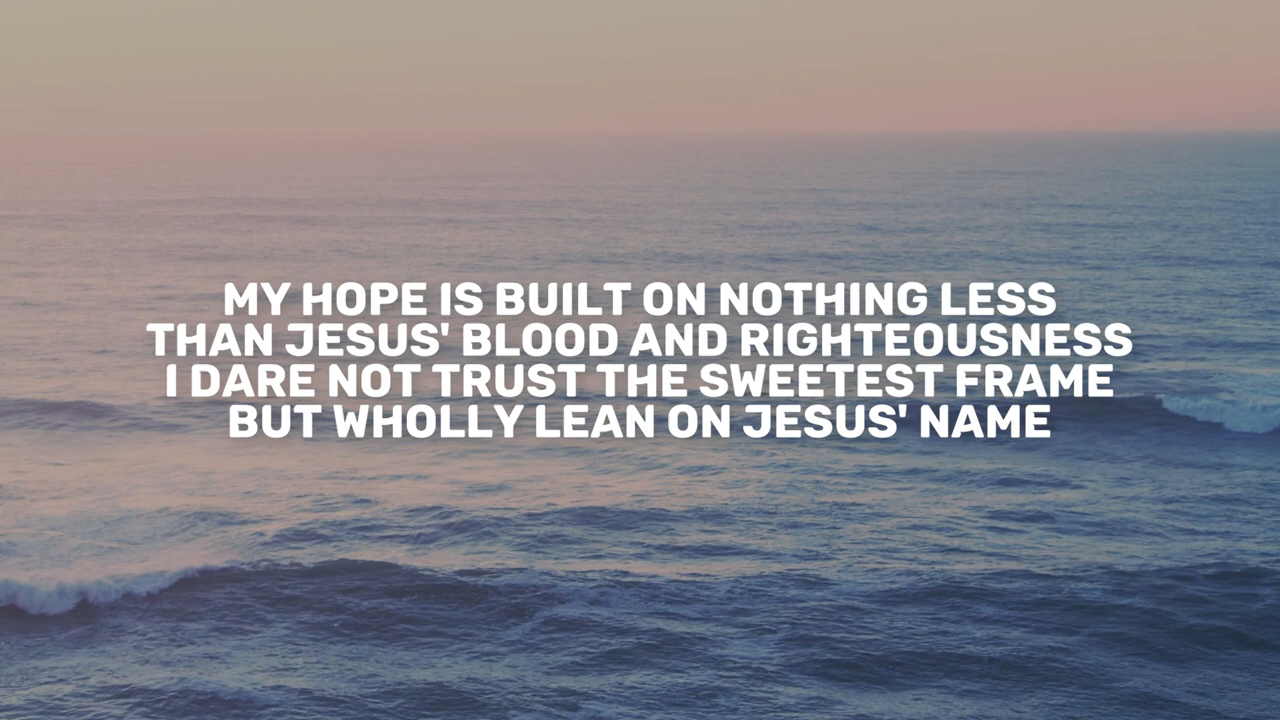 MY HOPE IS BUILT ON NOTHING LESS
THAN JESUS' BLOOD AND RIGHTEOUSNESS
I DARE NOT TRUST THE SWEETEST FRAME
BUT WHOLLY LEAN ON JESUS' NAME